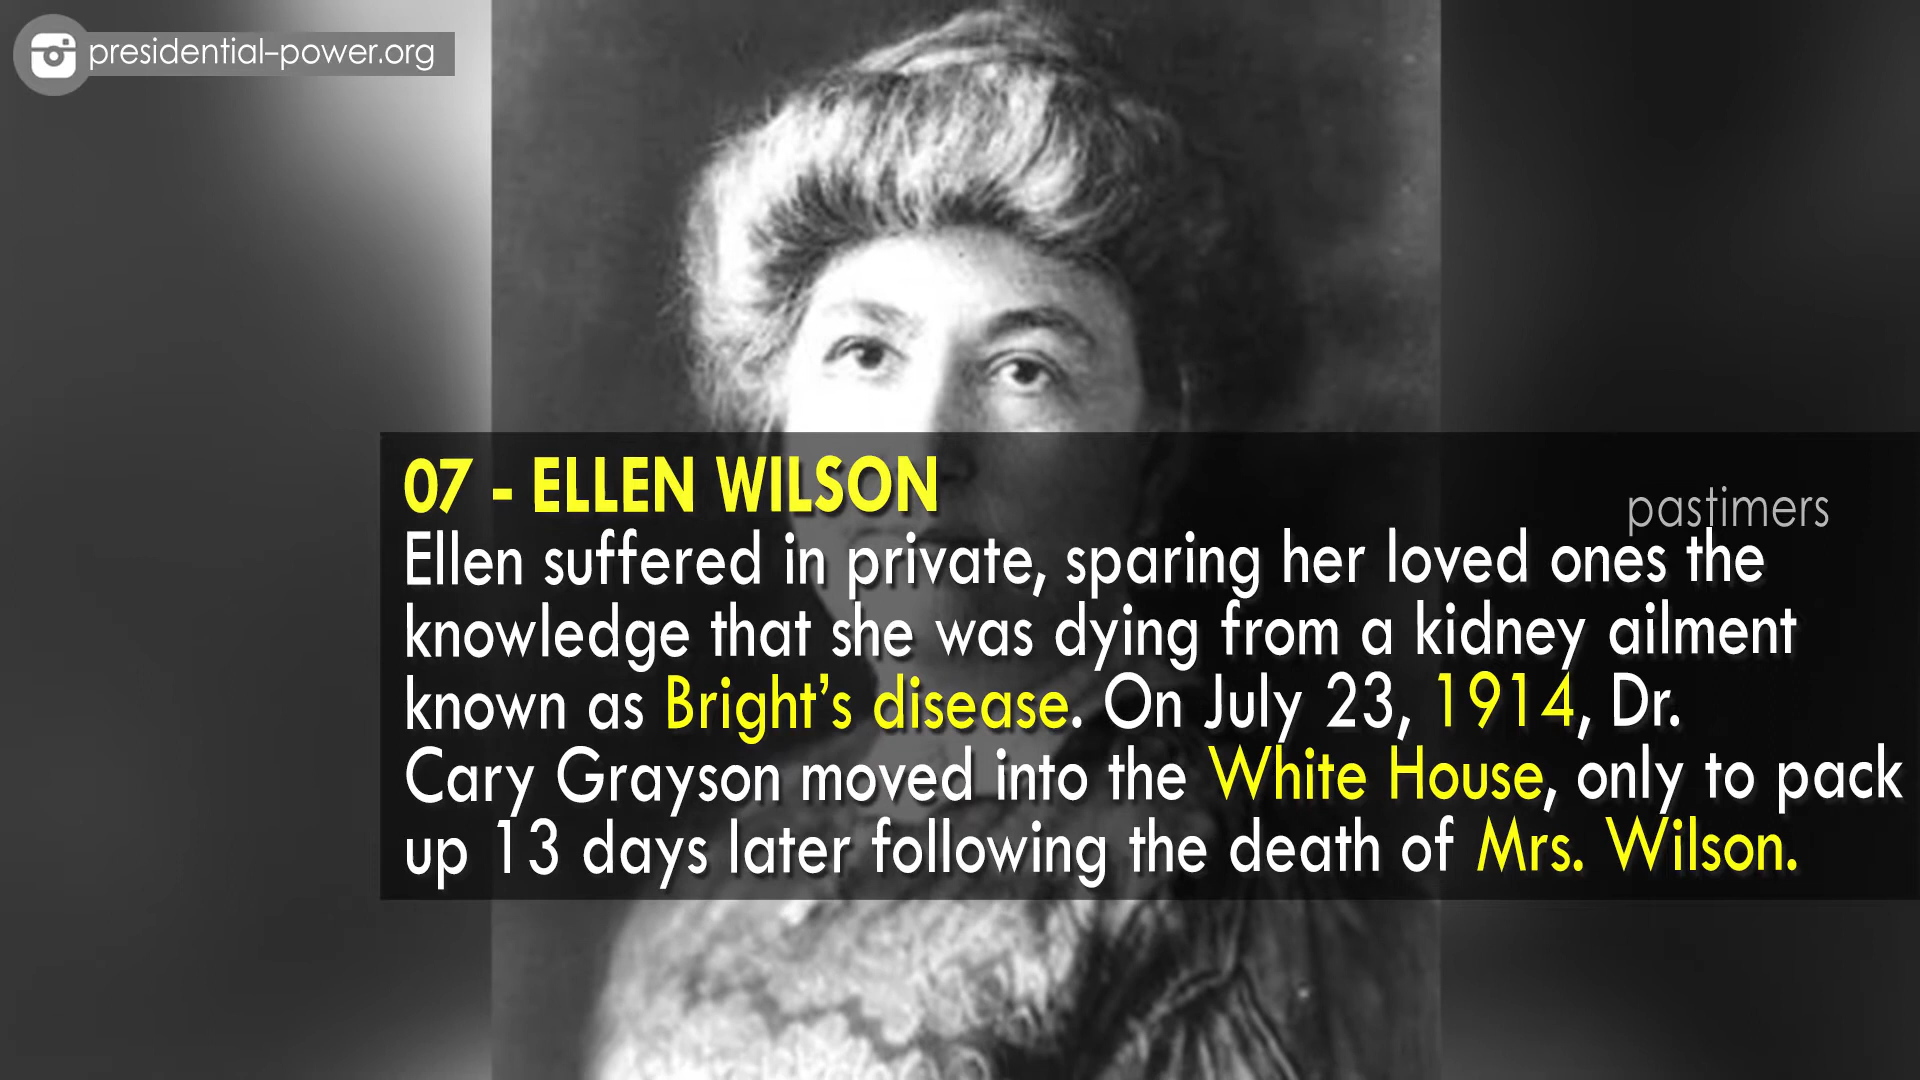 presidential-power.org
07 - ELLEN WILSON
pastimers
Ellen suffered in private, sparing her loved ones the
knowledge that she was dying from a kidney ailment
known as Bright’s disease. On July 23, 1914, Dr.
Cary Grayson moved into the White House, only to pack
up 13 days later following the death of Mrs. Wilson.